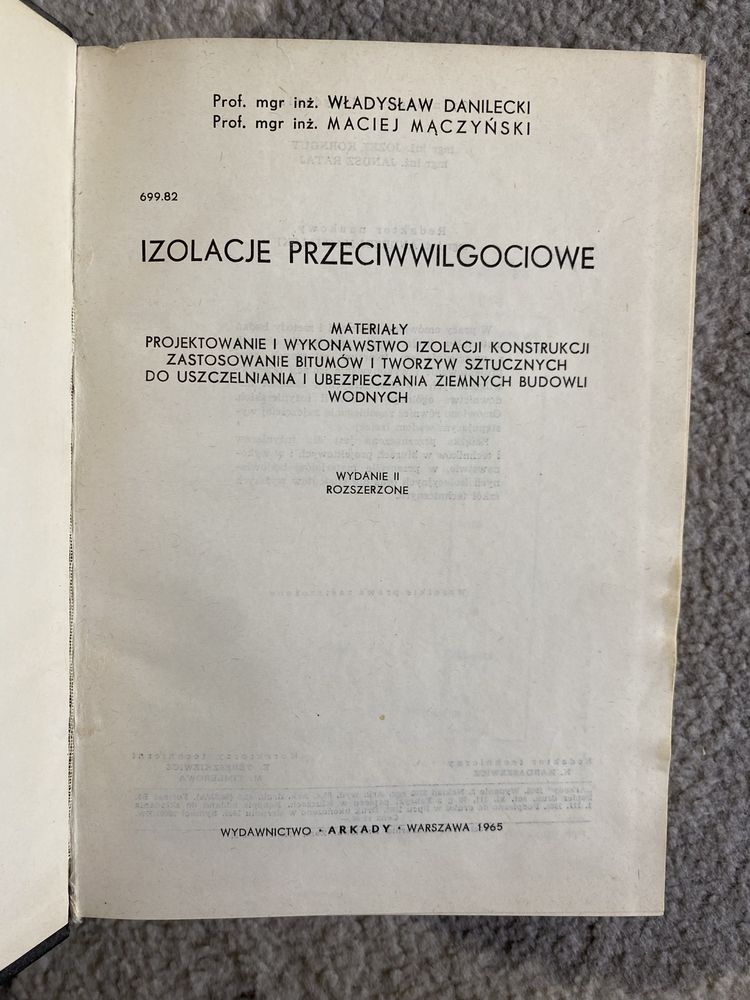 Prof. mgr inż. WŁADYSŁAW DANILECKI
Prof. mgr inż. MACIEJ MĄCZYŃSKI
699.82
IZOLACJE PRZECIWWILGOCIOWE
MATERIAŁY
PROJEKTOWANIE I WYKONAWSTWO IZOLACJI KONSTRUKCJI
ZASTOSOWANIE BITUMÓW I TWORZYW SZTUCZNYCH
DO USZCZELNIANIA I UBEZPIECZANIA ZIEMNYCH BUDOWLI
WODNYCH
WYDANIE II
ROZSZERZONE
WYDAWNICTWO · ARKADY · WARSZAWA 1965